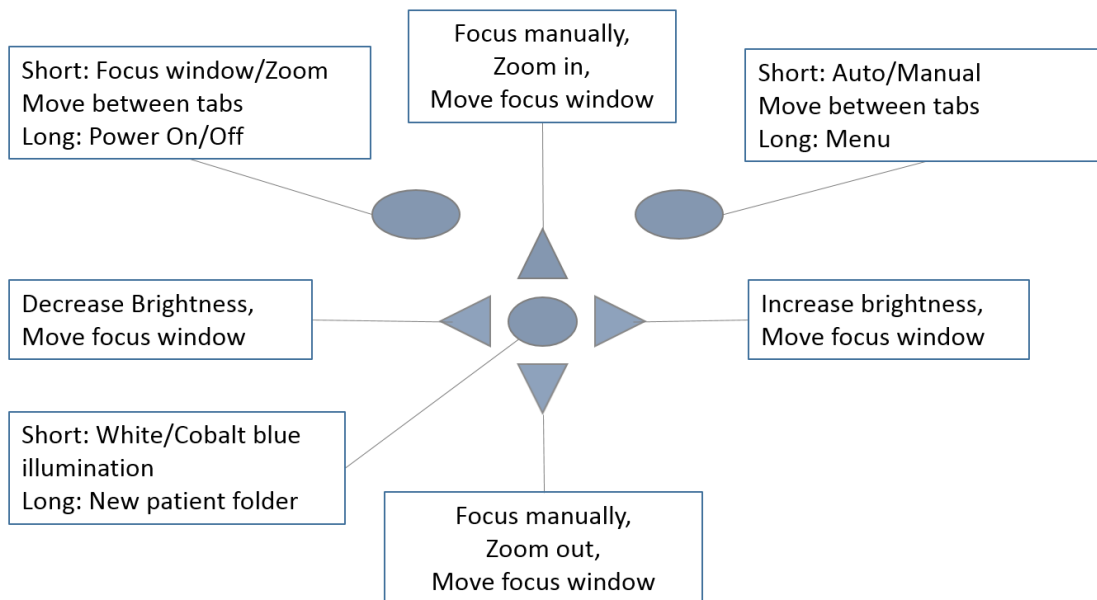 Focus manually,
Zoom in,
Move focus window
Short: Focus window/Zoom
Move between tabs
Long: Power On/Off
Short: Auto/Manual
Move between tabs
Long: Menu
Decrease Brightness,
Move focus window
Increase brightness,
Move focus window
Short: White/Cobalt blue
illumination
Long: New patient folder
Focus manually,
Zoom out,
Move focus window